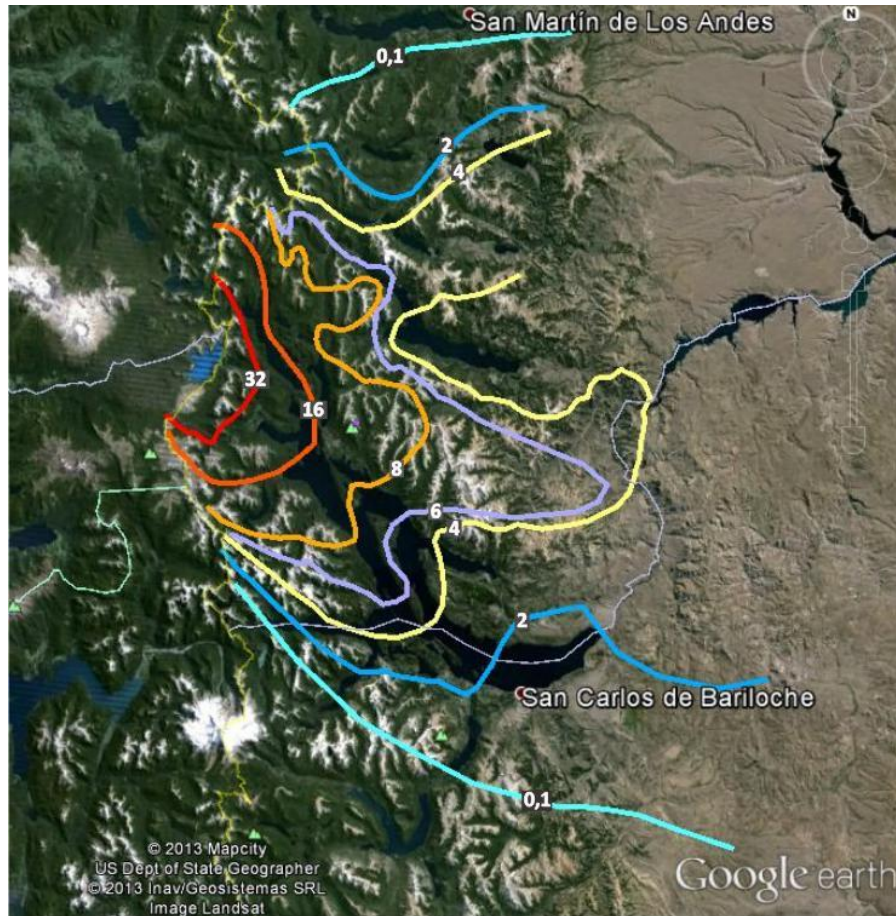 N
San Martín de Los Andes
0,1
2
4
32
16
8
6
4
2
San Carlos de Bariloche
0,1
© 2013 Mapcity
US Dept of State Geographer
© 2013 Inav/Geosistemas SRL
Image Landsat
Google earth